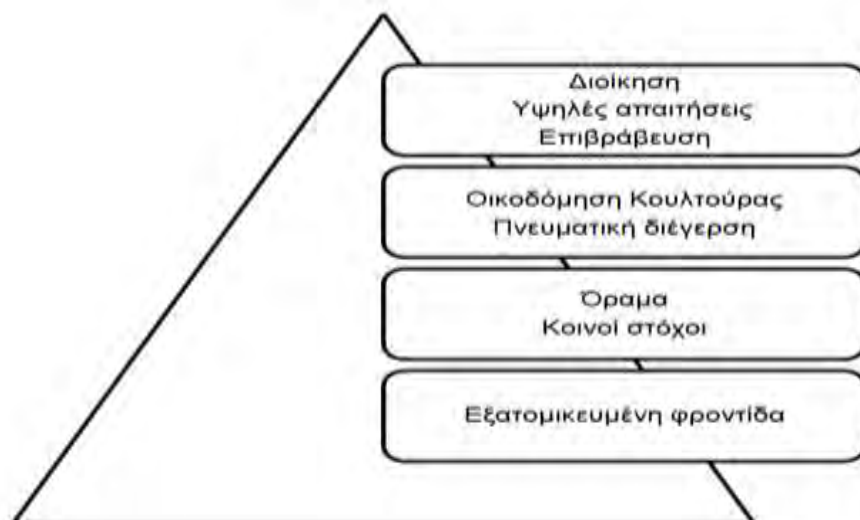 Διοίκηση
Υψηλές απαιτήσεις
Επιβράβευση
Οικοδόμηση Κουλτούρας
Πνευματική διέγερση
Όραμα
Κοινοί στόχοι
Εξατομικευμένη φροντίδα